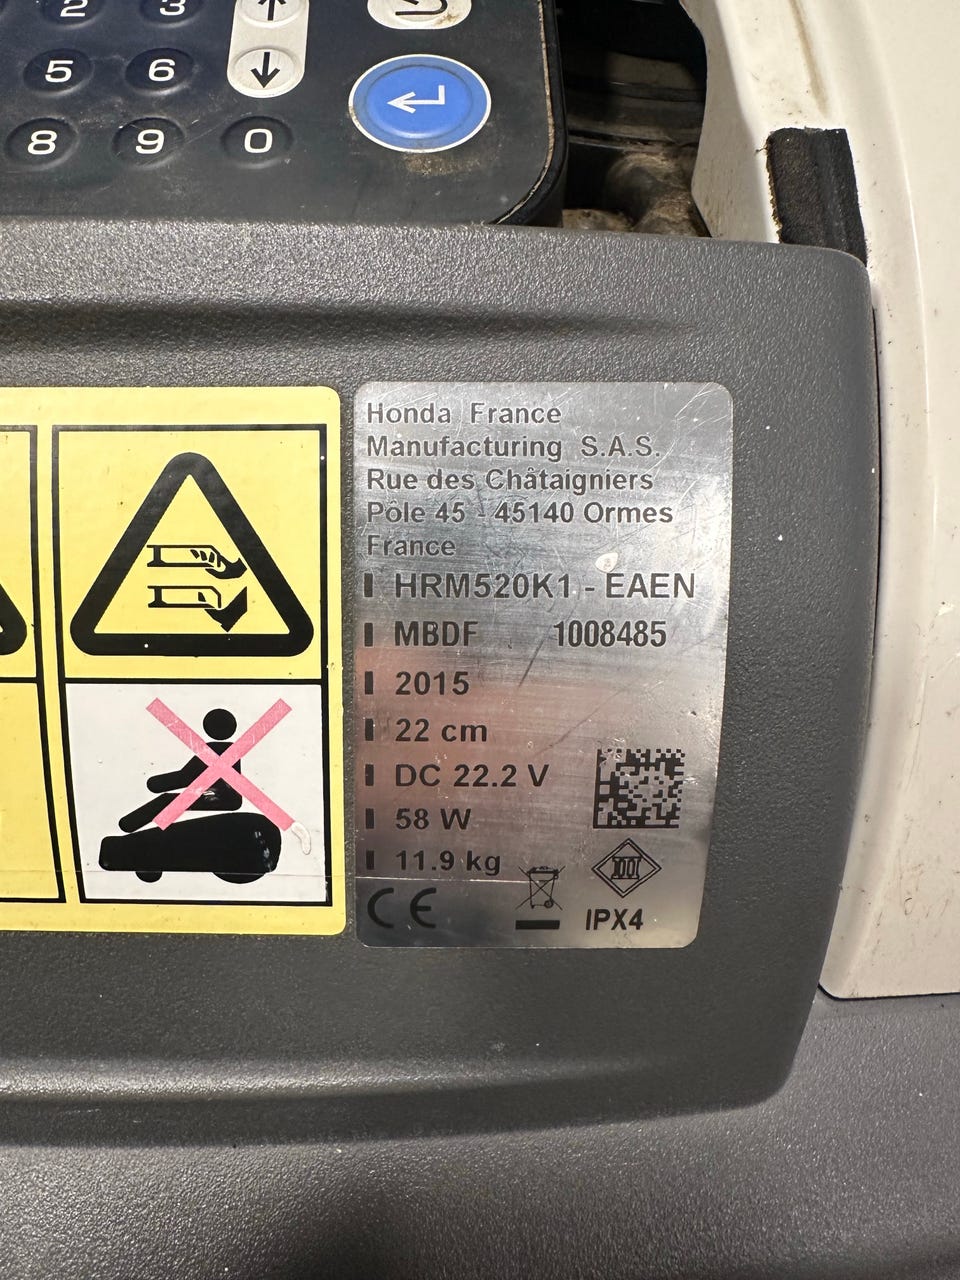 2 3
5 6
8 9 0
Honda France
Manufacturing S.A.S.
Rue des Châtaigniers
Pôle 45 - 45140 Ormes
France
HRM520K1 - EAEN
MBDF 1008485
2015
22 cm
DC 22.2 V
58 W
11.9 kg
CE
IPX4